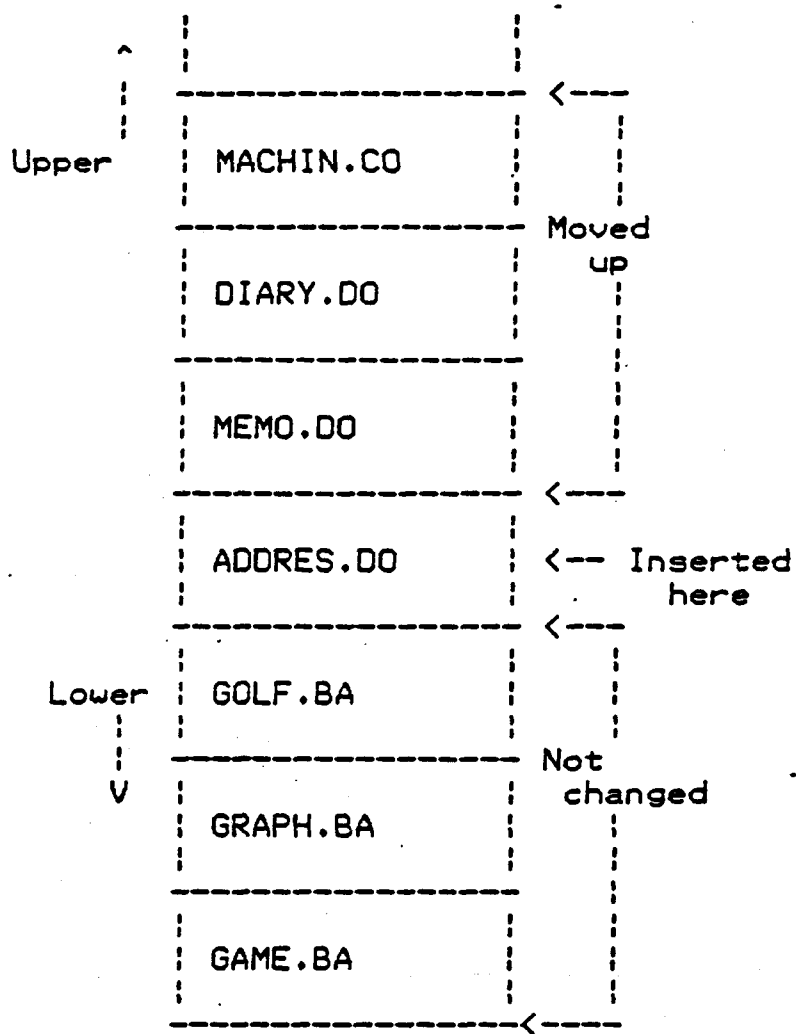 Upper
MACHIN.CO
Moved
up
DIARY.DO
MEMO.DO
ADDRES.DO
<-- Inserted
here
Lower
GOLF.BA
V
Not
changed
GRAPH.BA
GAME.BA